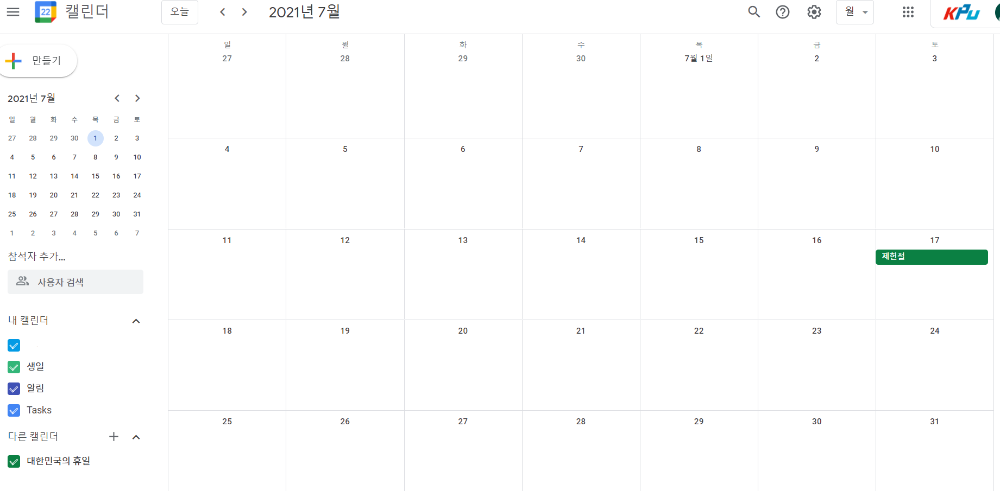 22 캘린더 오늘 2021년 7월 월 KPU
만들기
2021년 7월
일 월 화 수 목 금 토
27 28 29 30 1 2 3
4 5 6 7 8 9 10
11 12 13 14 15 16 17
18 19 20 21 22 23 24
25 26 27 28 29 30 31
1 2 3 4 5 6 7
참석자 추가...
사용자 검색
내 캘린더
생일
알림
Tasks
다른 캘린더
대한민국의 휴일
일 월 화 수 목 금 토
27 28 29 30 7월 1일 2 3
4 5 6 7 8 9 10
11 12 13 14 15 16 17
제헌절
18 19 20 21 22 23 24
25 26 27 28 29 30 31